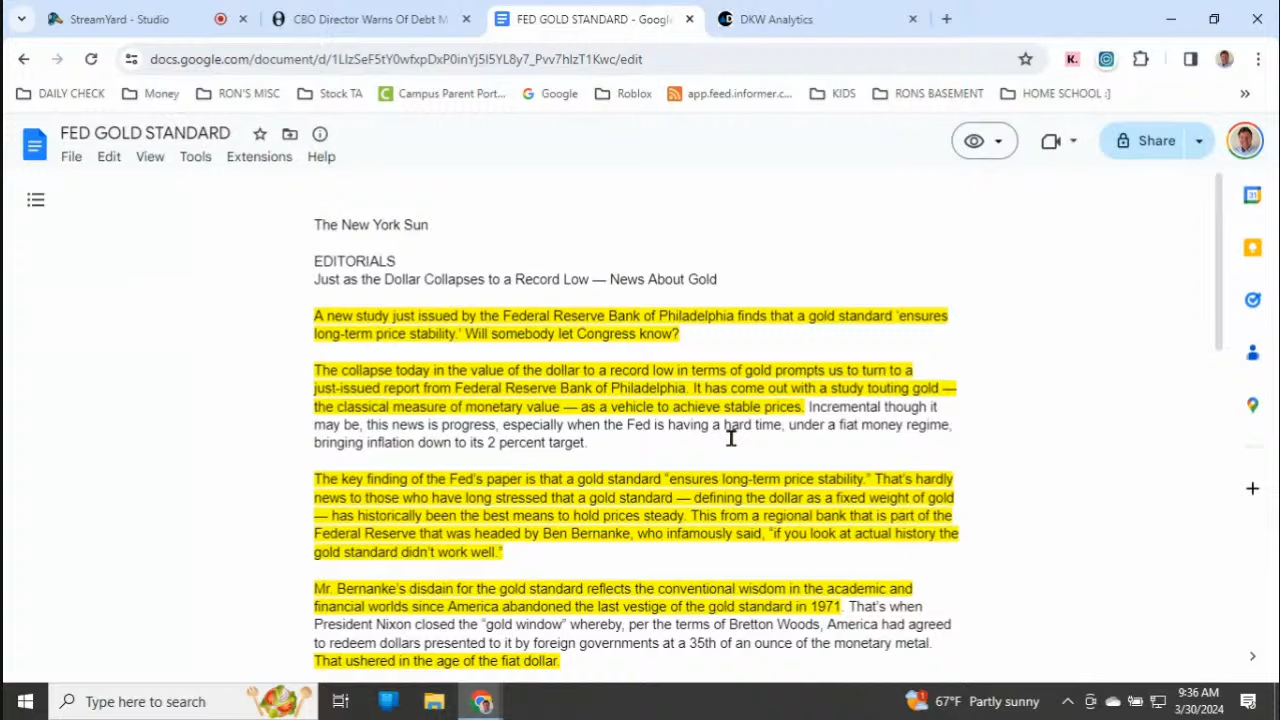 StreamYard - Studio
CBO Director Warns Of Debt M
FED GOLD STANDARD - Googl
DKW Analytics
docs.google.com/document/d/1LIzSeF5tY0wfxpDxP0inYj5I5YL8y7_Pvv7hIzT1Kwc/edit
DAILY CHECK
Money
RON'S MISC
Stock TA
Campus Parent Port...
Google
Roblox
app.feed.informer.c...
KIDS
RONS BASEMENT
HOME SCHOOL :]
FED GOLD STANDARD
File Edit View Tools Extensions Help
Share
The New York Sun
EDITORIALS
Just as the Dollar Collapses to a Record Low — News About Gold
A new study just issued by the Federal Reserve Bank of Philadelphia finds that a gold standard 'ensures
long-term price stability.' Will somebody let Congress know?
The collapse today in the value of the dollar to a record low in terms of gold prompts us to turn to a
just-issued report from Federal Reserve Bank of Philadelphia. It has come out with a study touting gold —
the classical measure of monetary value — as a vehicle to achieve stable prices. Incremental though it
may be, this news is progress, especially when the Fed is having a hard time, under a fiat money regime,
bringing inflation down to its 2 percent target.
The key finding of the Fed's paper is that a gold standard "ensures long-term price stability." That's hardly
news to those who have long stressed that a gold standard — defining the dollar as a fixed weight of gold
— has historically been the best means to hold prices steady. This from a regional bank that is part of the
Federal Reserve that was headed by Ben Bernanke, who infamously said, "if you look at actual history the
gold standard didn't work well."
Mr. Bernanke's disdain for the gold standard reflects the conventional wisdom in the academic and
financial worlds since America abandoned the last vestige of the gold standard in 1971. That's when
President Nixon closed the "gold window" whereby, per the terms of Bretton Woods, America had agreed
to redeem dollars presented to it by foreign governments at a 35th of an ounce of the monetary metal.
That ushered in the age of the fiat dollar.
Type here to search
67°F Partly sunny
9:36 AM
3/30/2024